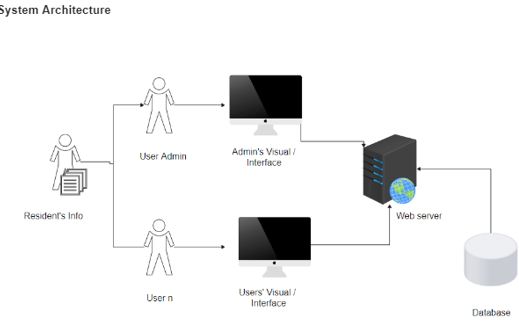 System Architecture
User Admin
Admin's Visual /
Interface
Resident's Info
Web server
User n
Users' Visual /
Interface
Database